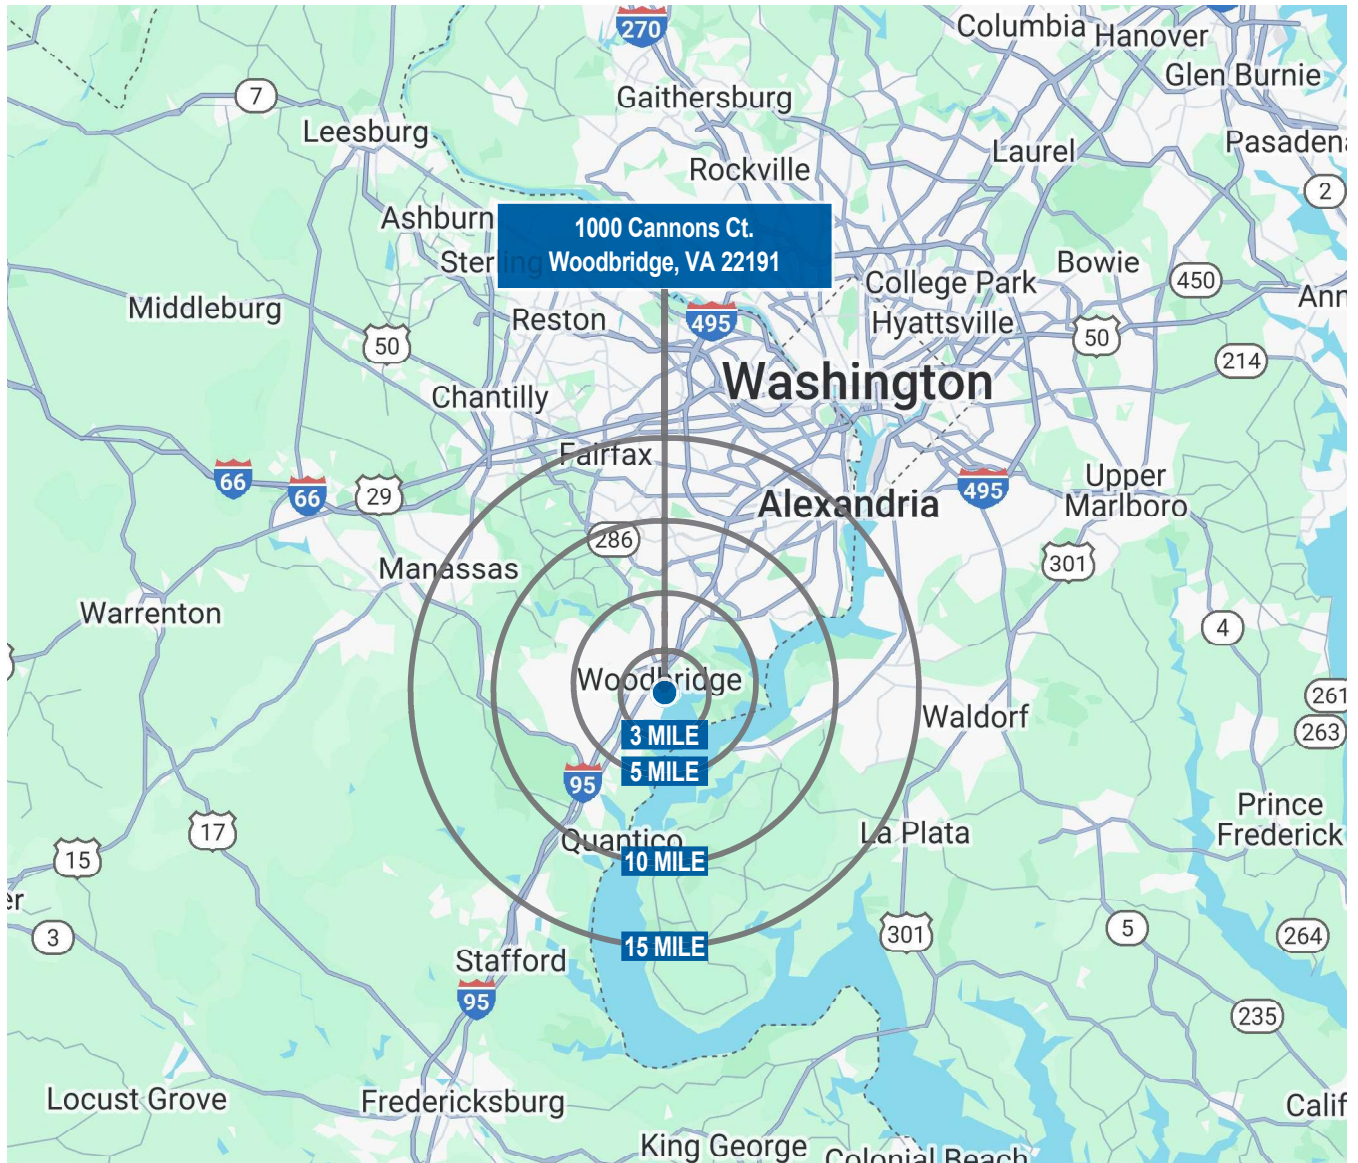 270
Columbia
Hanover
Glen Burnie
7
Gaithersburg
Leesburg
Rockville
Laurel
Pasadena
2
Ashburn
1000 Cannons Ct.
Woodbridge, VA 22191
Sterling
Bowie
College Park
450
Ann
Middleburg
Reston
495
Hyattsville
50
50
214
Washington
Chantilly
Fairfax
66
66
29
Alexandria
495
Upper
Marlboro
286
301
Manassas
Warrenton
4
Woodbridge
261
Waldorf
263
3 MILE
5 MILE
95
Prince
Frederick
17
Quantico
La Plata
15
10 MILE
er
3
301
5
264
15 MILE
Stafford
95
235
Locust Grove
Fredericksburg
Calif
King George
Colonial Beach